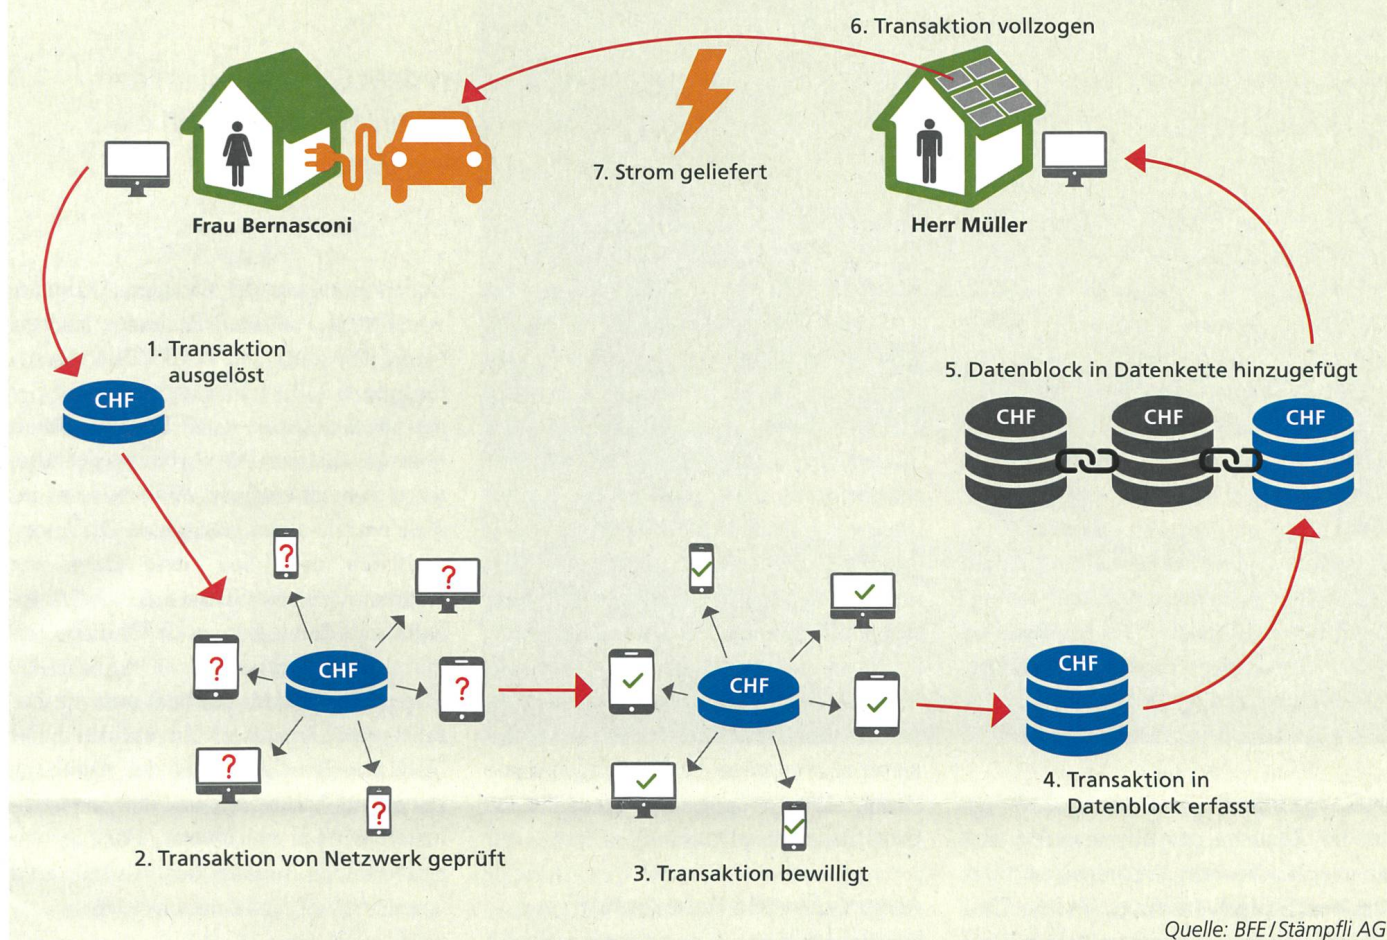 6. Transaktion vollzogen
7. Strom geliefert
Frau Bernasconi
Herr Müller
1. Transaktion
ausgelöst
CHF
5. Datenblock in Datenkette hinzugefügt
CHF
CHF
CHF
?
?
?
?
?
?
CHF
CHF
CHF
4. Transaktion in
Datenblock erfasst
2. Transaktion von Netzwerk geprüft
3. Transaktion bewilligt
Quelle: BFE/Stämpfli AG